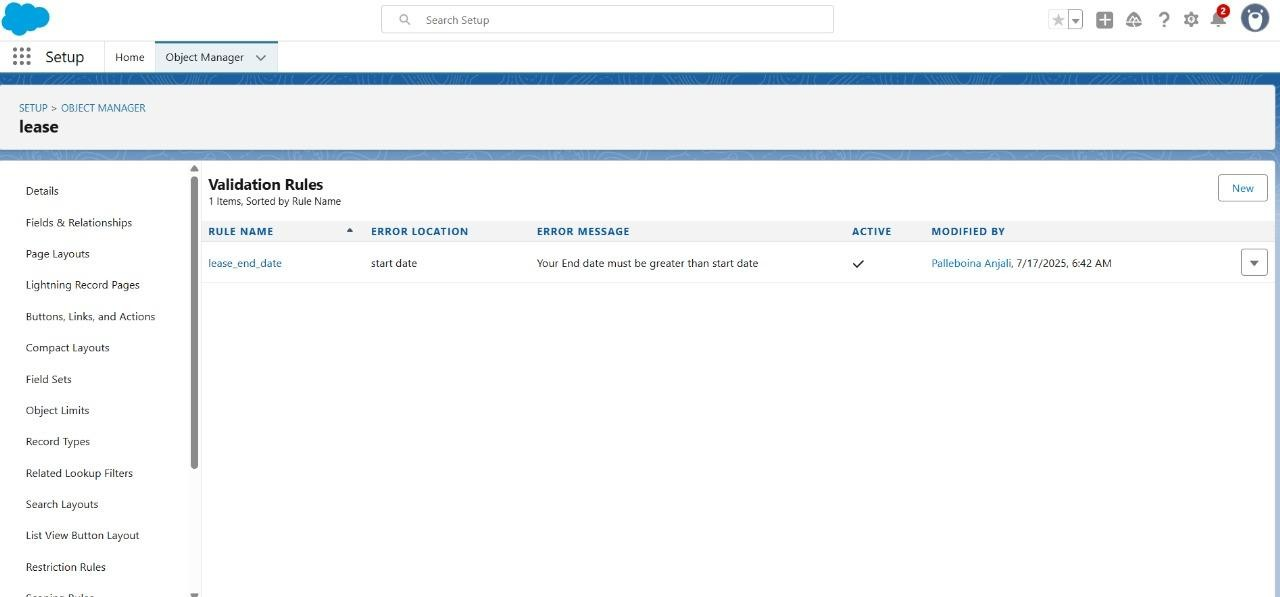 Search Setup
2
Setup
Home
Object Manager
SETUP > OBJECT MANAGER
lease
Details
Fields & Relationships
Page Layouts
Lightning Record Pages
Buttons, Links, and Actions
Compact Layouts
Field Sets
Object Limits
Record Types
Related Lookup Filters
Search Layouts
List View Button Layout
Restriction Rules
Validation Rules
1 Items, Sorted by Rule Name
New
RULE NAME ERROR LOCATION ERROR MESSAGE ACTIVE MODIFIED BY
lease_end_date start date Your End date must be greater than start date Palleboina Anjali, 7/17/2025, 6:42 AM